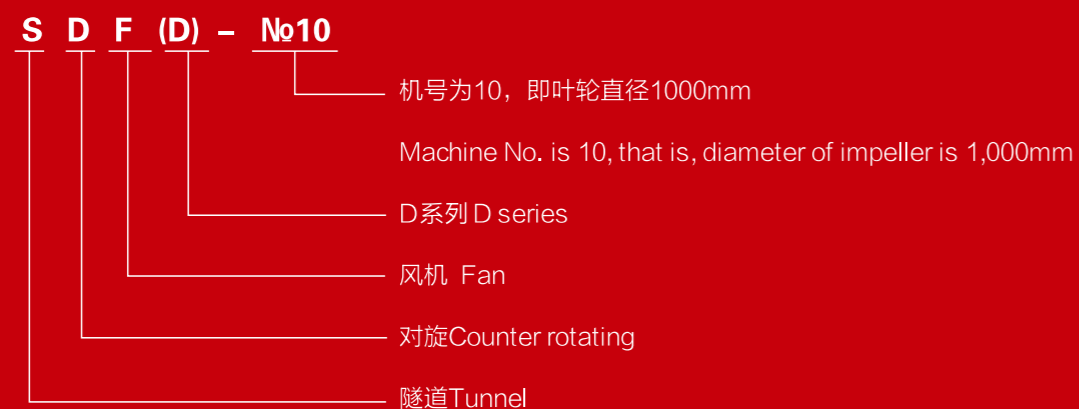 S D F (D) – №10
机号为10，即叶轮直径1000mm
Machine No. is 10, that is, diameter of impeller is 1,000mm
D系列 D series
风机 Fan
对旋Counter rotating
隧道Tunnel